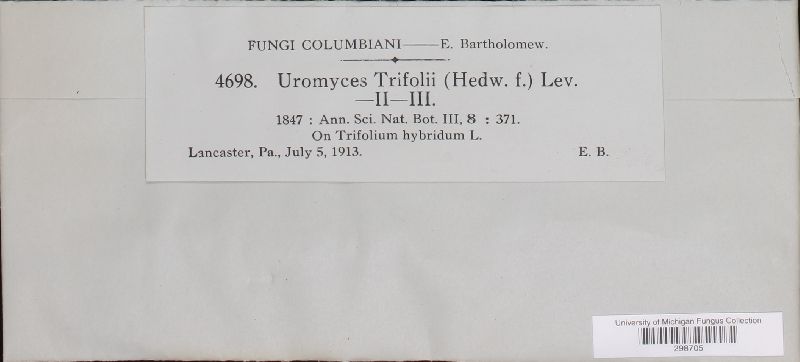 FUNGI COLUMBIANI——E. Bartholomew.
4698. Uromyces Trifolii (Hedw. f.) Lev.
—II—III.
1847 : Ann. Sci. Nat. Bot. III, 8 : 371.
On Trifolium hybridum L.
Lancaster, Pa., July 5, 1913. E. B.
University of Michigan Fungus Collection
298705